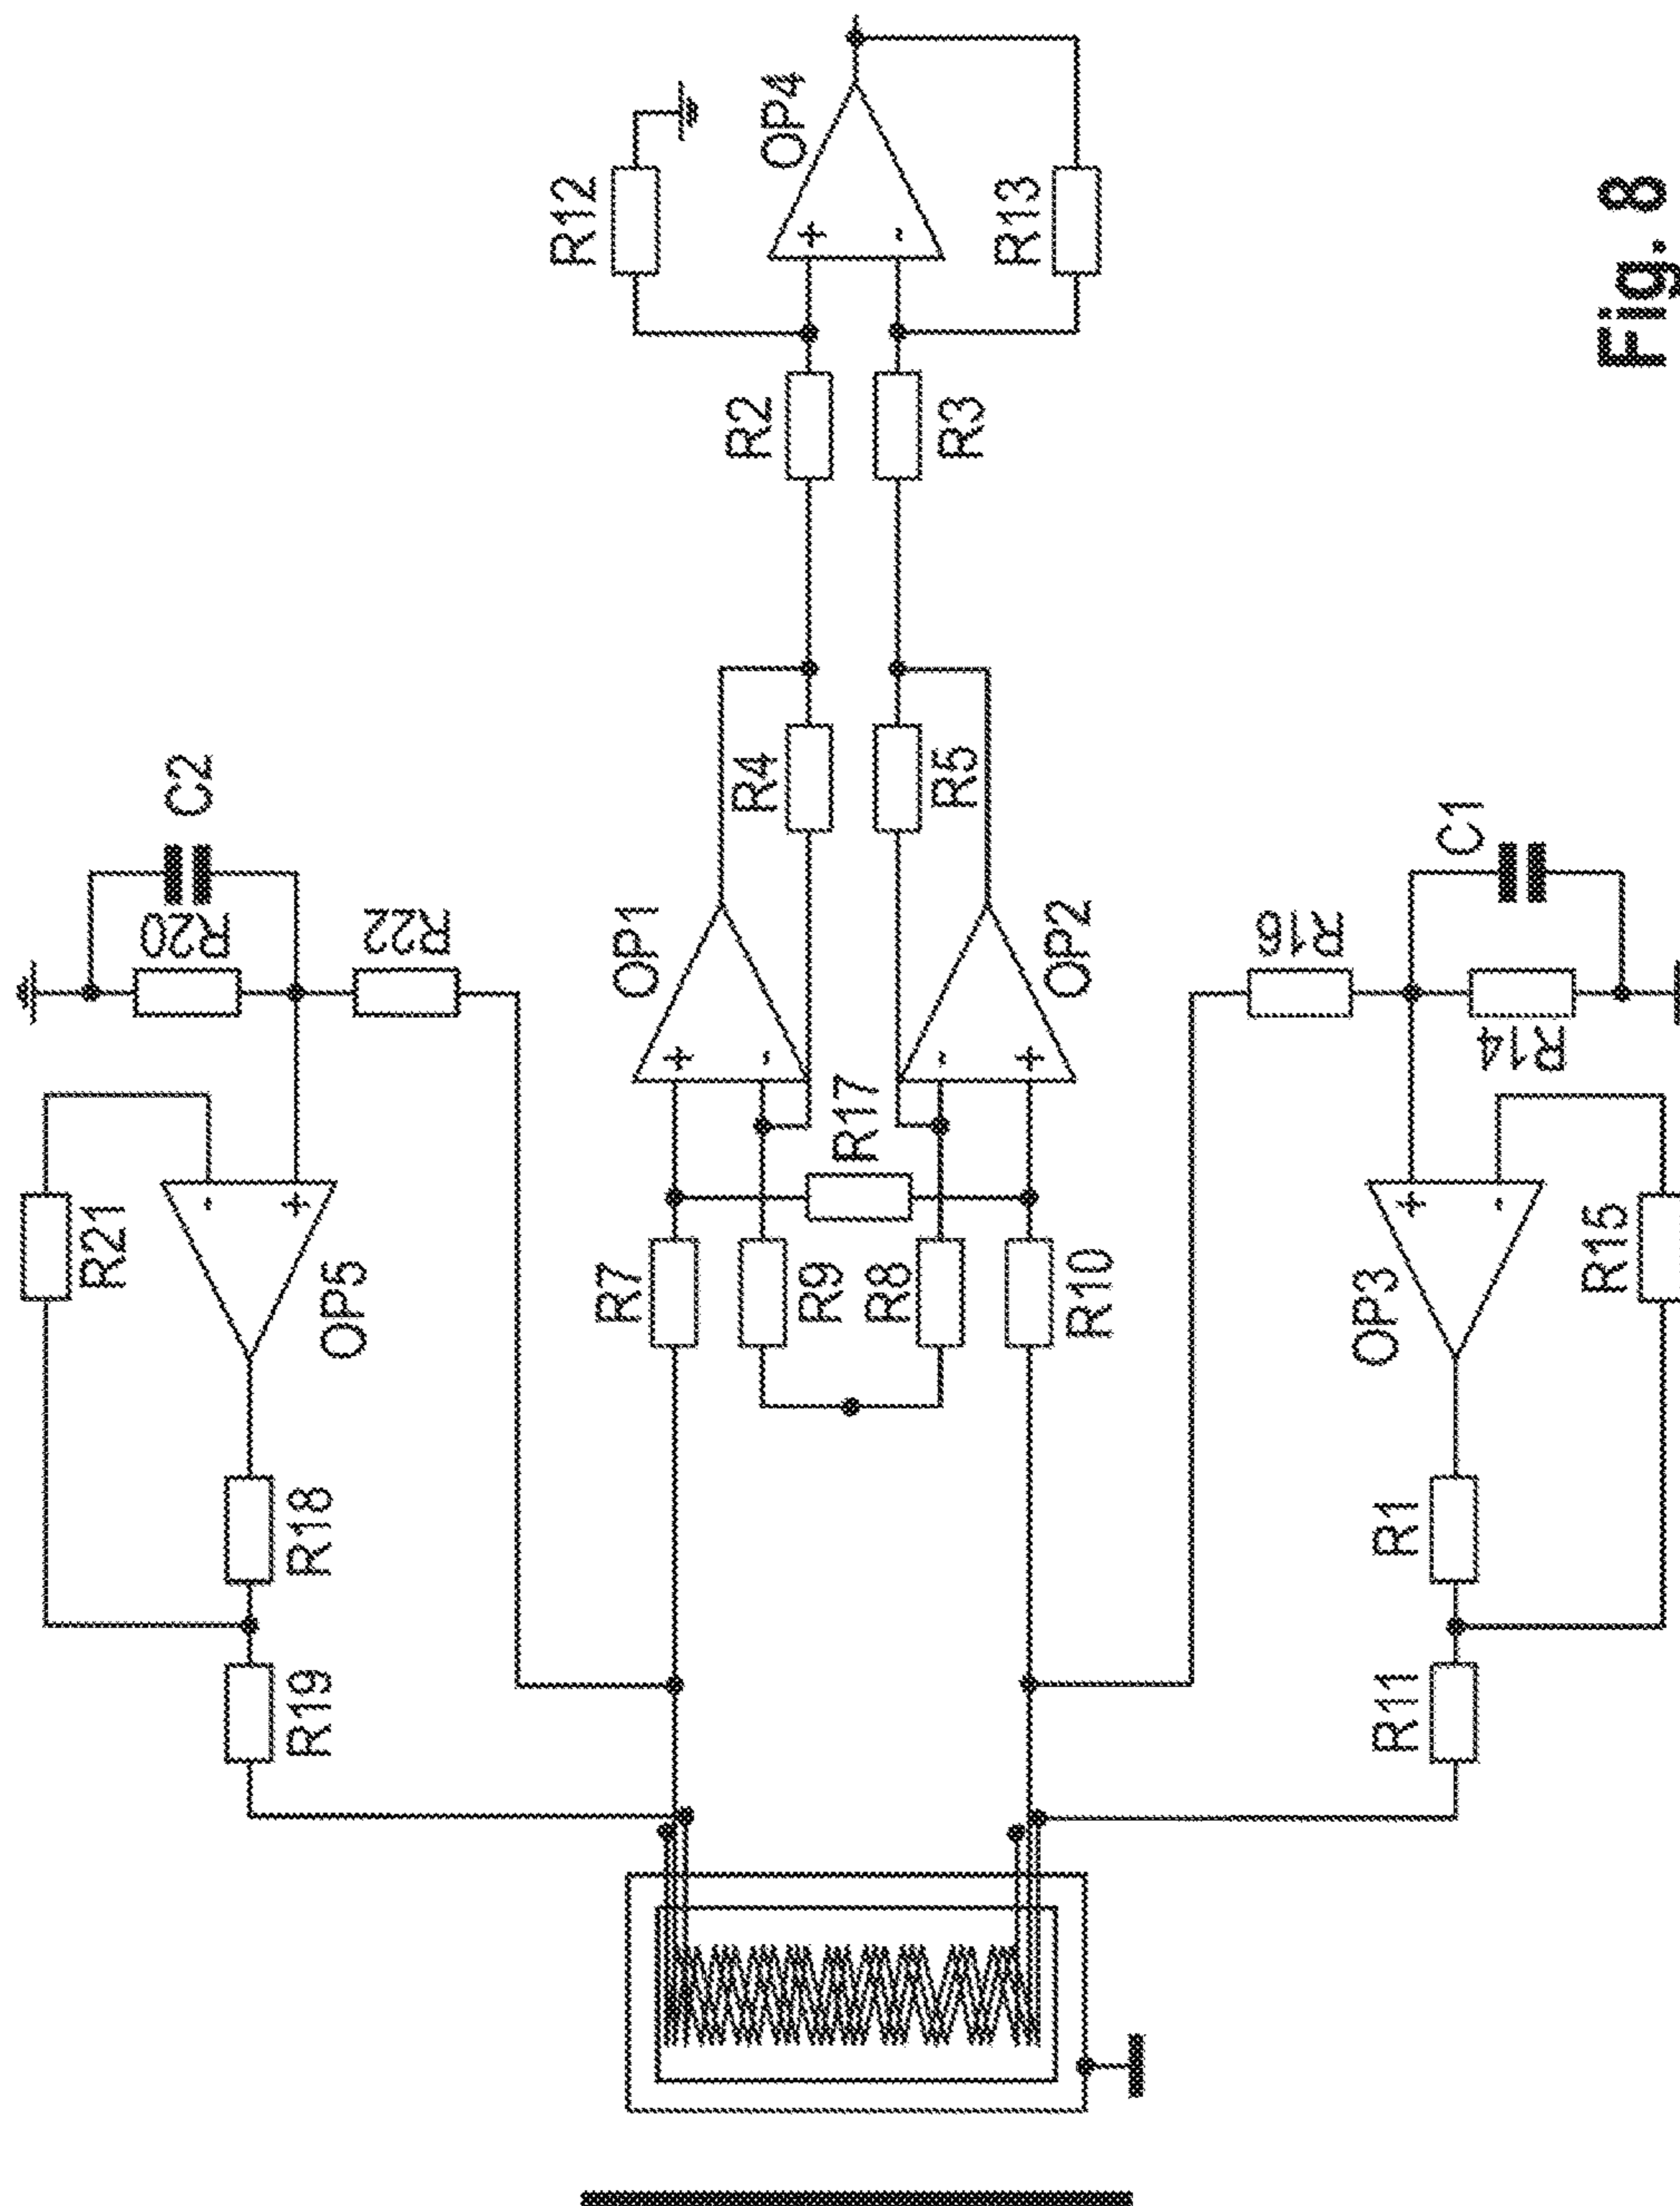 R12
OP4
R13
R2
R3
C2
R20
R22
OP1
R4
R5
OP2
C1
R16
R14
R21
OP5
R17
R7
R9
R8
R10
OP3
R15
R18
R1
R19
R11
+
-
+
-
-
+
+
-
-
+
Fig. 8